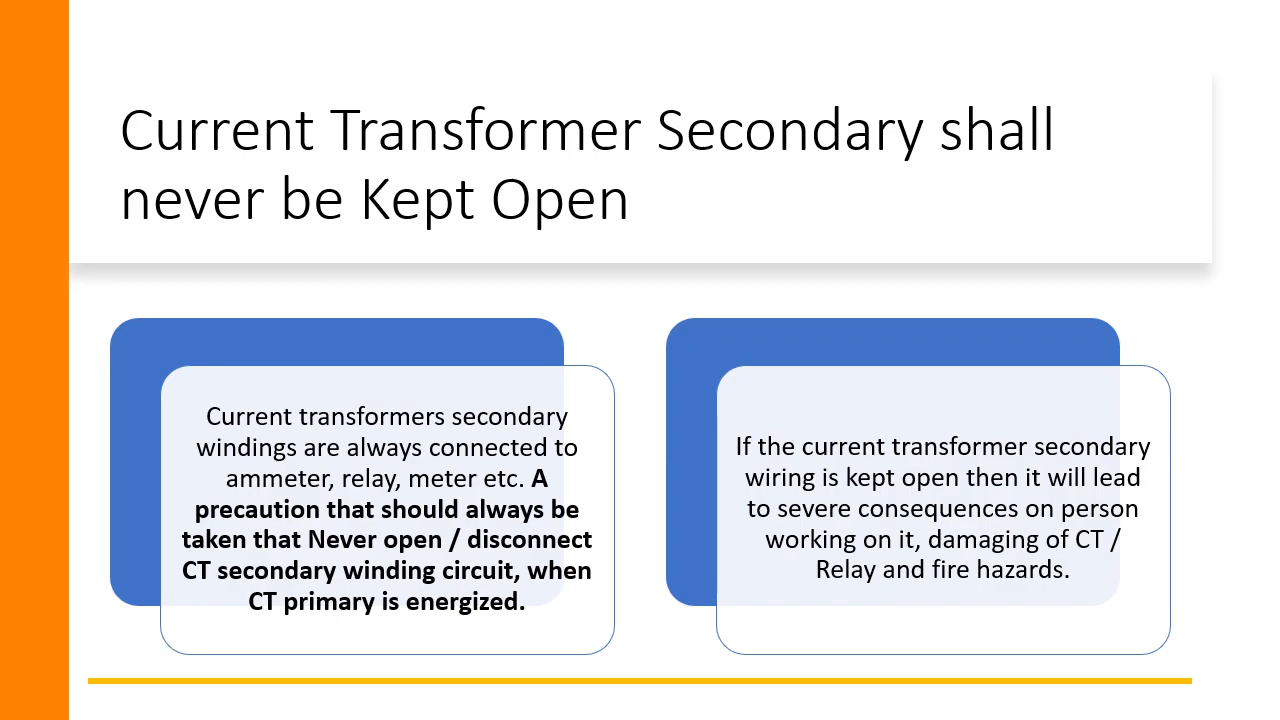 Current Transformer Secondary shall
never be Kept Open
Current transformers secondary
windings are always connected to
ammeter, relay, meter etc. A
precaution that should always be
taken that Never open / disconnect
CT secondary winding circuit, when
CT primary is energized.
If the current transformer secondary
wiring is kept open then it will lead
to severe consequences on person
working on it, damaging of CT /
Relay and fire hazards.